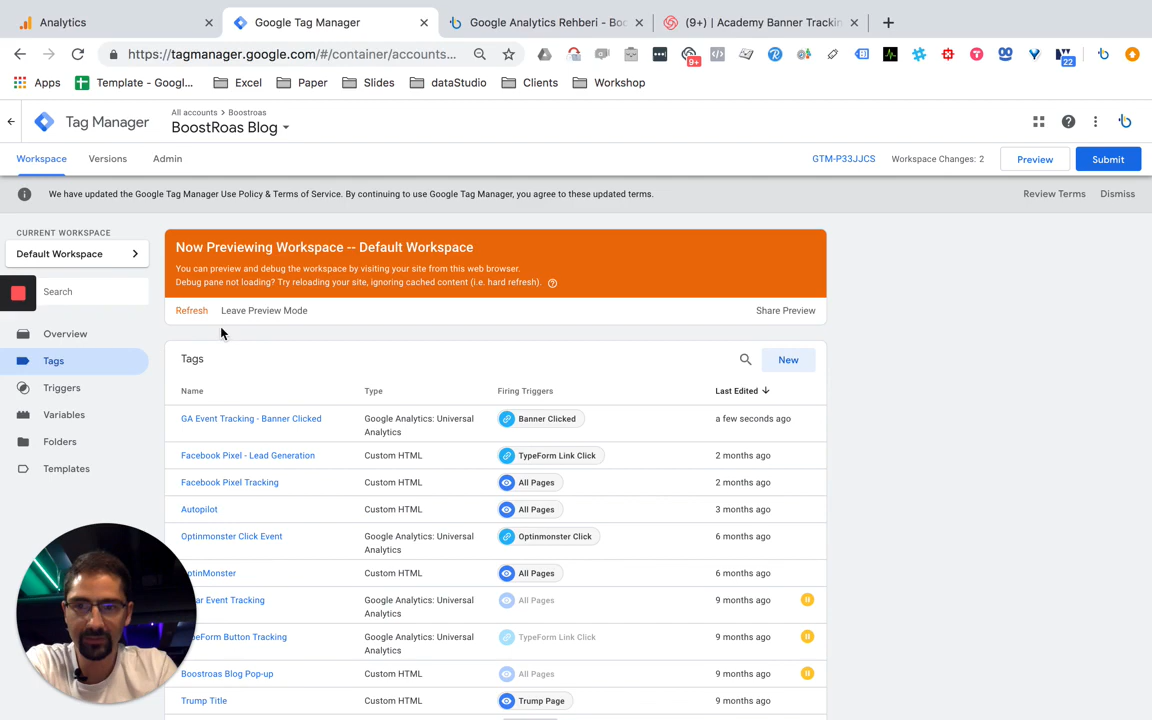 Analytics
Google Tag Manager
Google Analytics Rehberi - Boo
(9+) | Academy Banner Trackin
https://tagmanager.google.com/#/container/accounts...
9+
22
Apps
Template - Googl...
Excel
Paper
Slides
dataStudio
Clients
Workshop
Tag Manager
All accounts > Boostroas
BoostRoas Blog
Workspace
Versions
Admin
GTM-P33JJCS
Workspace Changes: 2
Preview
Submit
We have updated the Google Tag Manager Use Policy & Terms of Service. By continuing to use Google Tag Manager, you agree to these updated terms.
Review Terms
Dismiss
CURRENT WORKSPACE
Default Workspace
Search
Overview
Tags
Triggers
Variables
Folders
Templates
Now Previewing Workspace -- Default Workspace
You can preview and debug the workspace by visiting your site from this web browser.
Debug pane not loading? Try reloading your site, ignoring cached content (i.e. hard refresh).
Refresh
Leave Preview Mode
Share Preview
Tags
New
Name
Type
Firing Triggers
Last Edited
GA Event Tracking - Banner Clicked
Google Analytics: Universal
Analytics
Banner Clicked
a few seconds ago
Facebook Pixel - Lead Generation
Custom HTML
TypeForm Link Click
2 months ago
Facebook Pixel Tracking
Custom HTML
All Pages
2 months ago
Autopilot
Custom HTML
All Pages
3 months ago
Optinmonster Click Event
Google Analytics: Universal
Analytics
Optinmonster Click
6 months ago
OptinMonster
Custom HTML
All Pages
6 months ago
Event Tracking
Google Analytics: Universal
Analytics
All Pages
9 months ago
TypeForm Button Tracking
Google Analytics: Universal
Analytics
TypeForm Link Click
9 months ago
Boostroas Blog Pop-up
Custom HTML
All Pages
9 months ago
Trump Title
Custom HTML
Trump Page
9 months ago